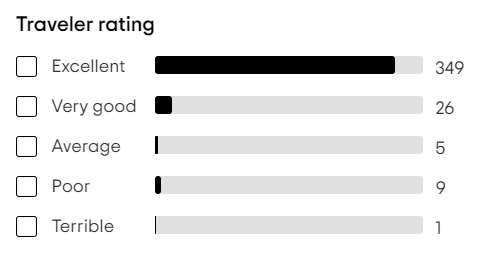 Traveler rating
Excellent 349
Very good 26
Average 5
Poor 9
Terrible 1